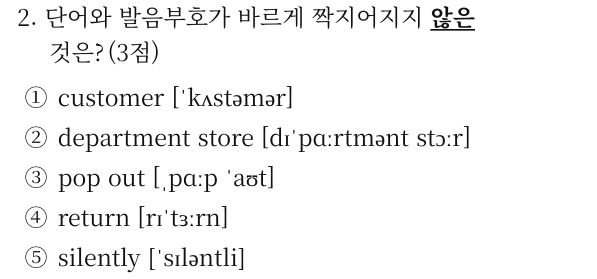 2. 단어와 발음부호가 바르게 짝지어지지 않은
것은? (3점)
① customer [ˈkʌstəmər]
② department store [dɪˈpɑːrtmənt stɔːr]
③ pop out [ˌpɑːp ˈaʊt]
④ return [rɪˈtɜːrn]
⑤ silently [ˈsɪləntli]